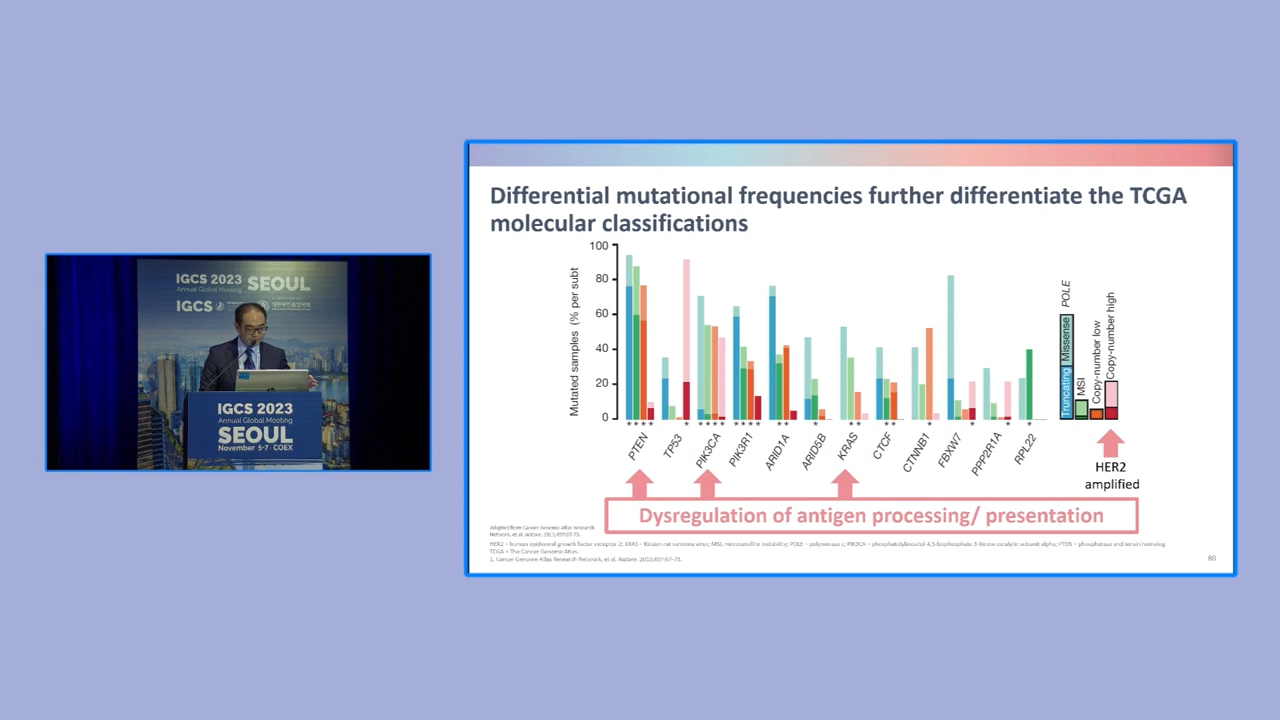 IGCS 2023
Annual Global Meeting
SEOUL
IGCS
IGCS 2023
Annual Global Meeting
SEOUL
November 5-7 COEX
Differential mutational frequencies further differentiate the TCGA
molecular classifications
Mutated samples (% per subt
100
80
60
40
20
0
* * * * * * * * * * * * * * * * * * * * * * *
PTEN
TP53
PIK3CA
PIK3R1
ARID1A
ARID5B
KRAS
CTCF
CTNNB1
FBXW7
PPP2R1A
RPL22
Truncating
Missense
POLE
MSI
Copy-number low
Copy-number high
HER2
amplified
Dysregulation of antigen processing/ presentation
Adapted from Cancer Genome Atlas Research
Network, et al. Nature. 2013;497:67-73.
HER2 = human epidermal growth factor receptor 2; KRAS = Kirsten rat sarcoma virus; MSI, microsatellite instability; POLE = polymerase; PIK3CA = phosphatidylinositol-4,5-bisphosphate 3-kinase catalytic subunit alpha; PTEN = phosphatase and tensin homolog
TCGA = The Cancer Genome Atlas.
1. Cancer Genome Atlas Research Network, et al. Nature. 2013;497:67-73.
80